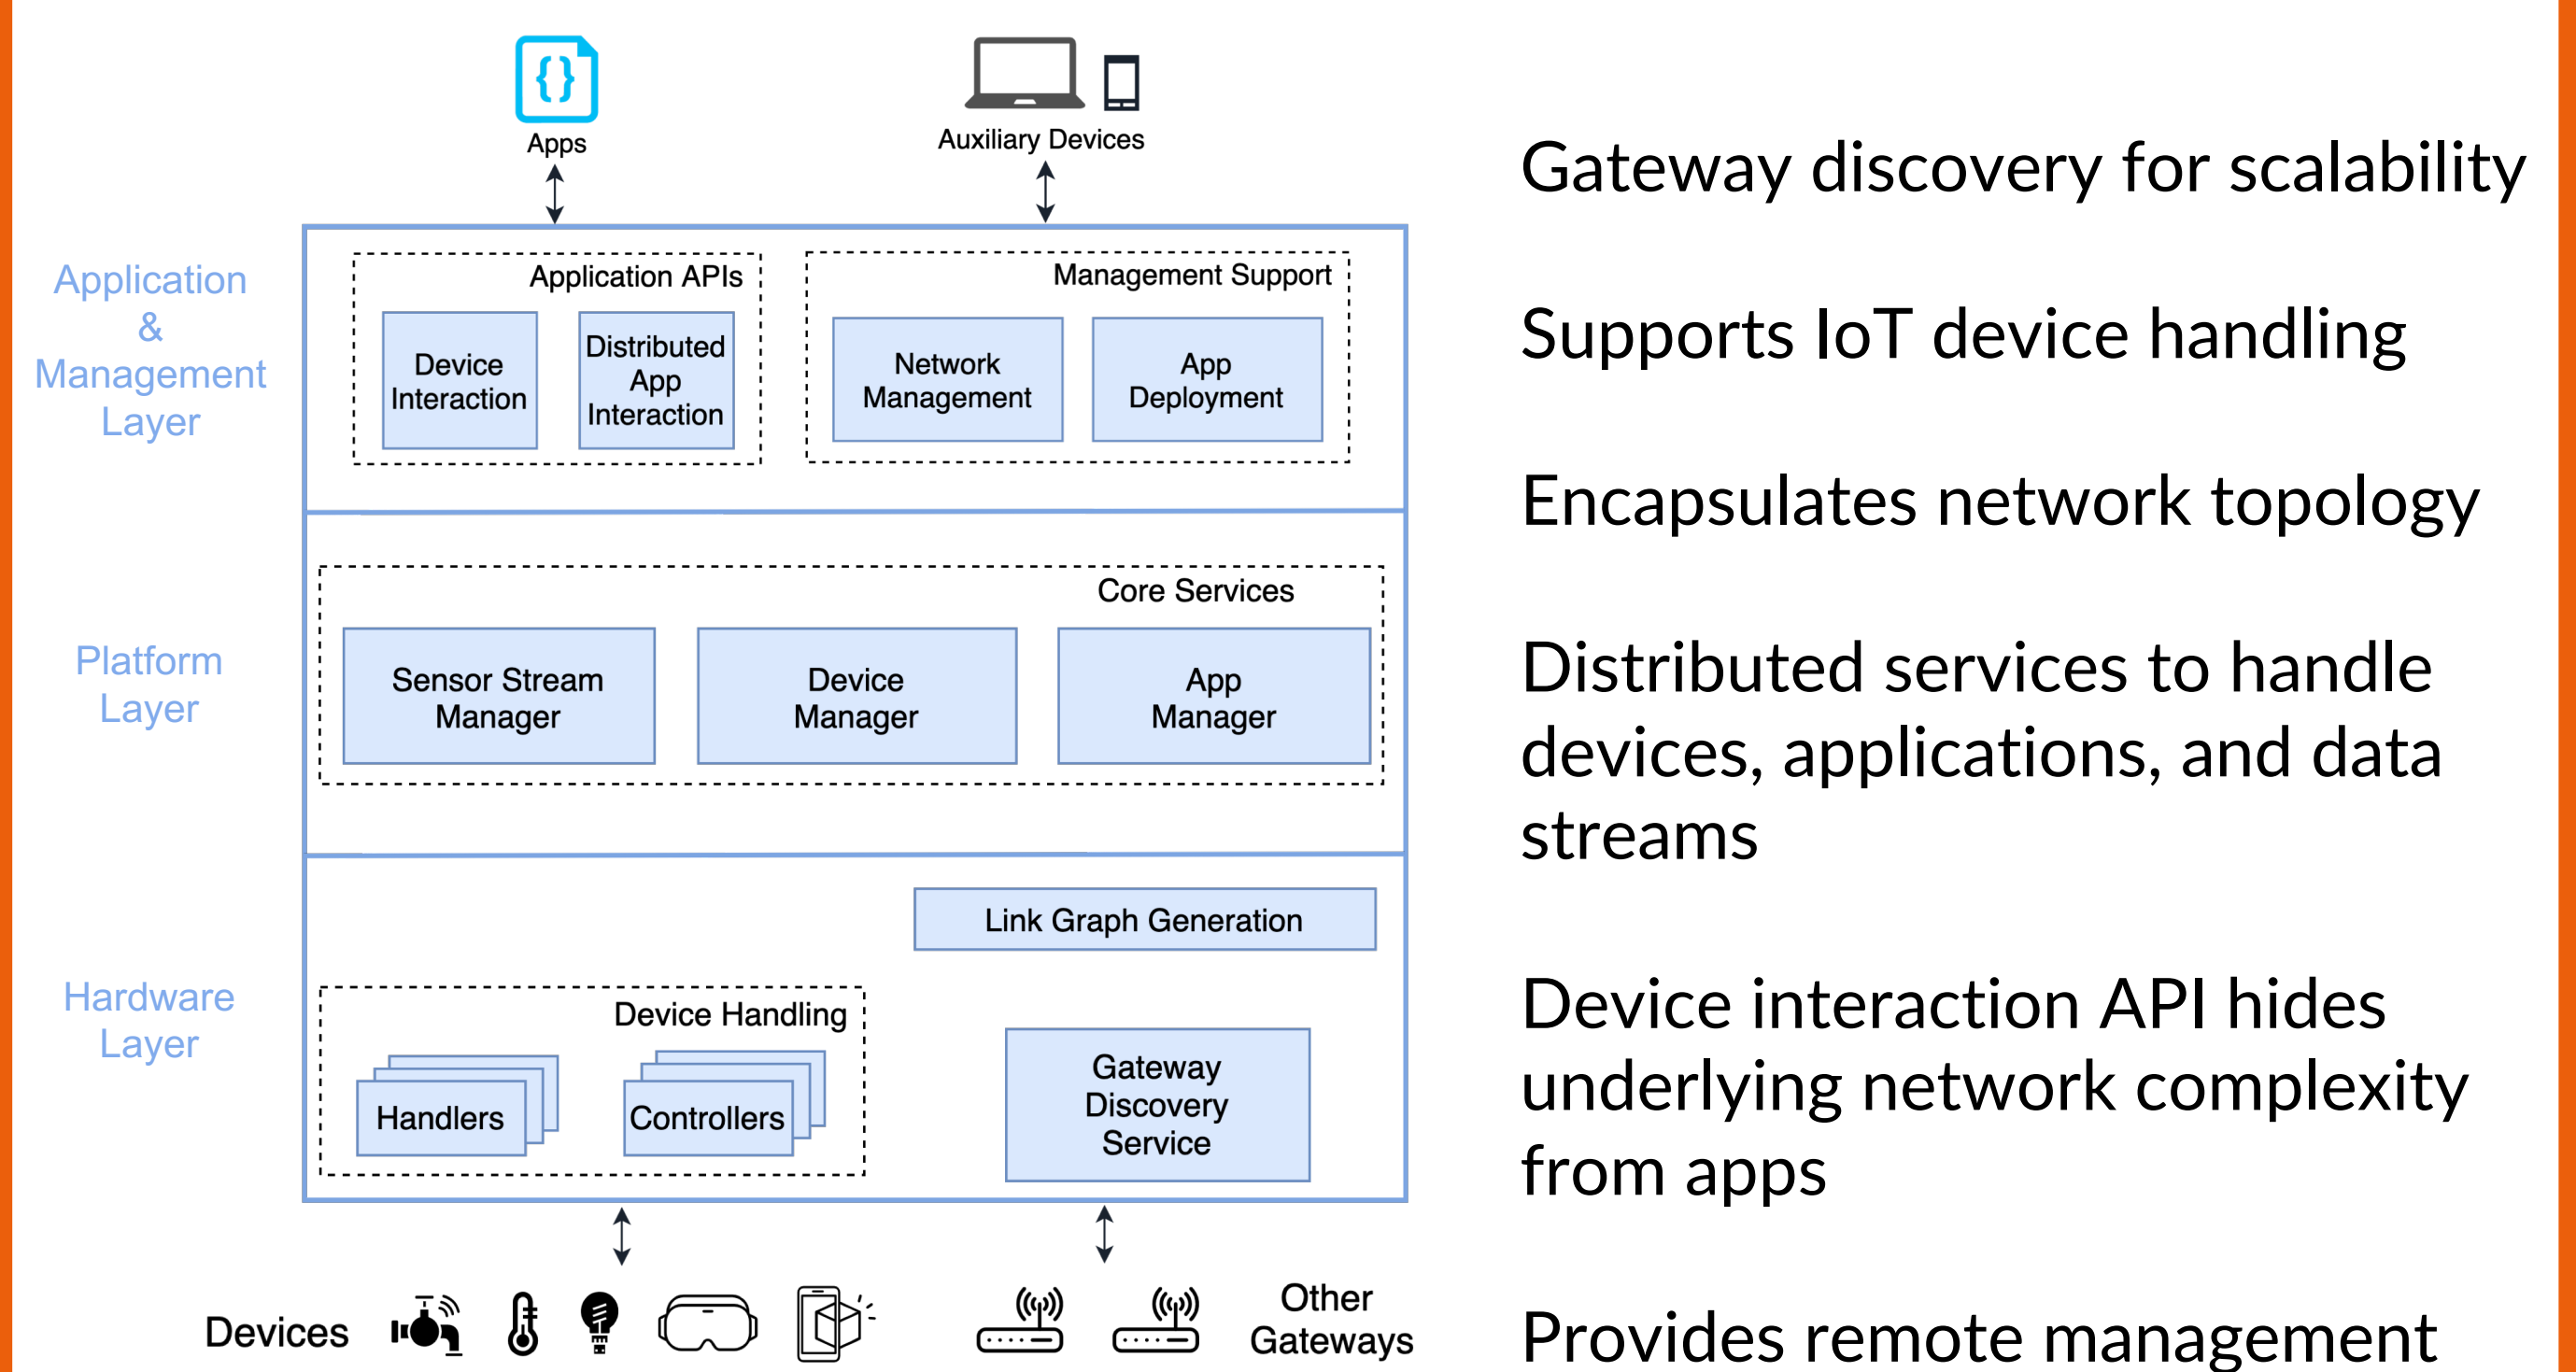 Apps
Auxiliary Devices
Application
&
Management
Layer
Application APIs
Device
Interaction
Distributed
App
Interaction
Management Support
Network
Management
App
Deployment
Platform
Layer
Core Services
Sensor Stream
Manager
Device
Manager
App
Manager
Hardware
Layer
Link Graph Generation
Device Handling
Handlers
Controllers
Gateway
Discovery
Service
Devices
Other
Gateways
Gateway discovery for scalability
Supports IoT device handling
Encapsulates network topology
Distributed services to handle
devices, applications, and data
streams
Device interaction API hides
underlying network complexity
from apps
Provides remote management